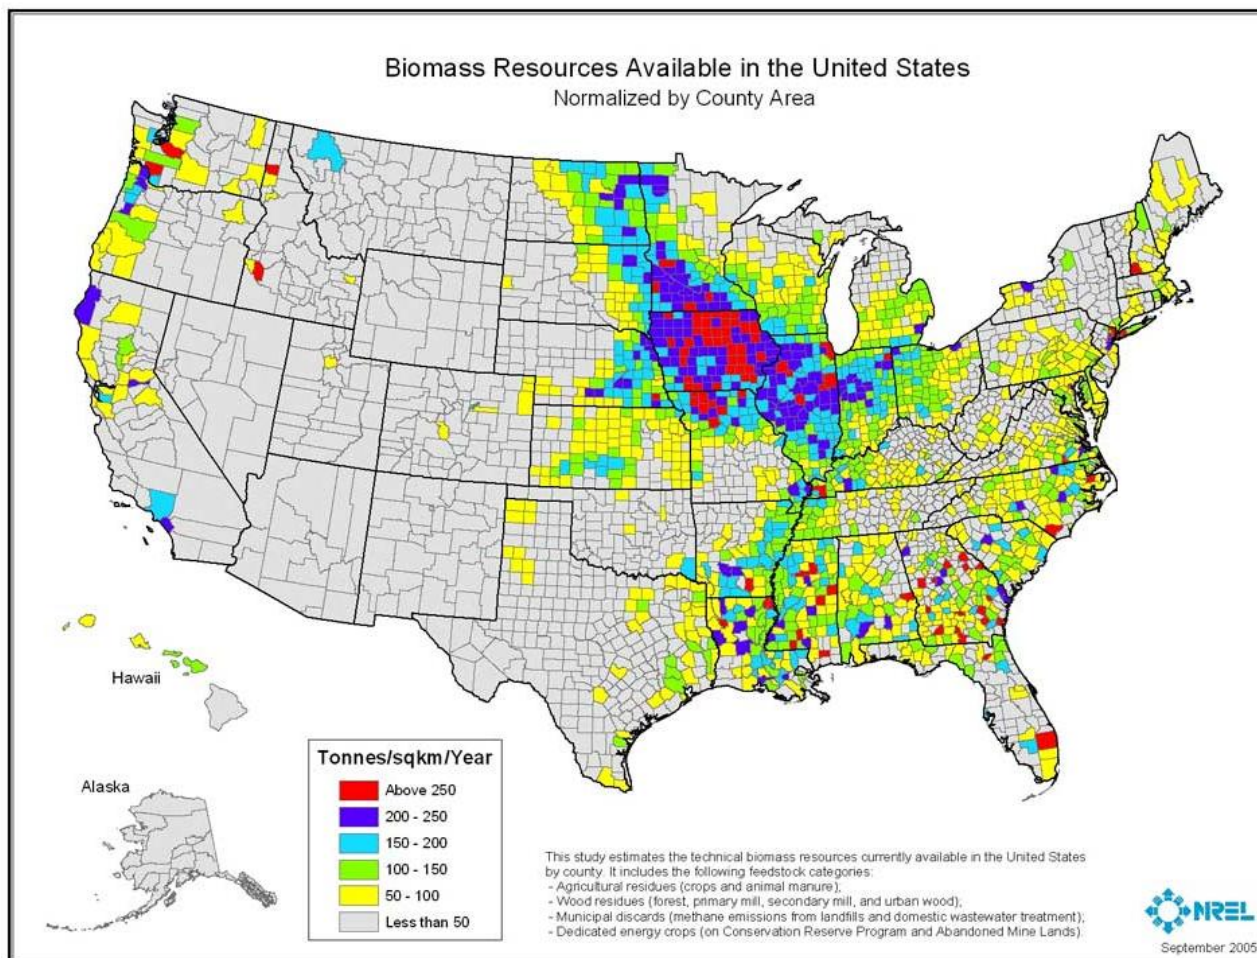 Biomass Resources Available in the United States
Normalized by County Area
Hawaii
Alaska
Tonnes/sqkm/Year
Above 250
200 - 250
150 - 200
100 - 150
50 - 100
Less than 50
This study estimates the technical biomass resources currently available in the United States
by county. It includes the following feedstock categories:
- Agricultural residues (crops and animal manure);
- Wood residues (forest, primary mill, secondary mill, and urban wood);
- Municipal discards (methane emissions from landfills and domestic wastewater treatment);
- Dedicated energy crops (on Conservation Reserve Program and Abandoned Mine Lands).
NREL
September 2005